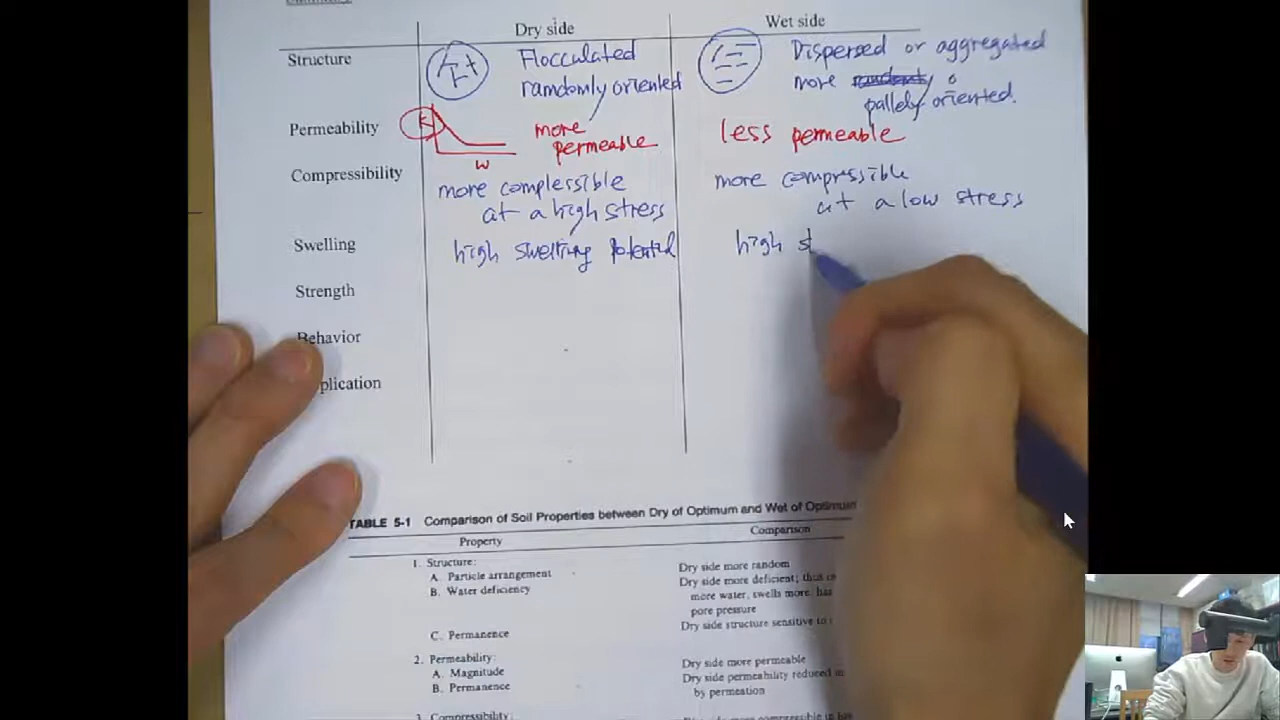 Dry side
Wet side
Structure
Flocculated
randomly oriented
Dispersed or aggregated
more
pallely oriented.
Permeability
k
w
more
permeable
less permeable
Compressibility
more complessible
at a high stress
more compressible
at a low stress
Swelling
high swelling potential
high
Strength
Behavior
plication
TABLE 5-1 Comparison of Soil Properties between Dry of Optimum and Wet of Optimum
Property
Comparison
1. Structure:
A. Particle arrangement
Dry side more random
B. Water deficiency
Dry side more deficient; thus
more water, swells more, has
pore pressure
C. Permanence
Dry side structure sensitive to
2. Permeability:
A. Magnitude
Dry side more permeable
B. Permanence
Dry side permeability reduced
by permeation
3. Compressibility: